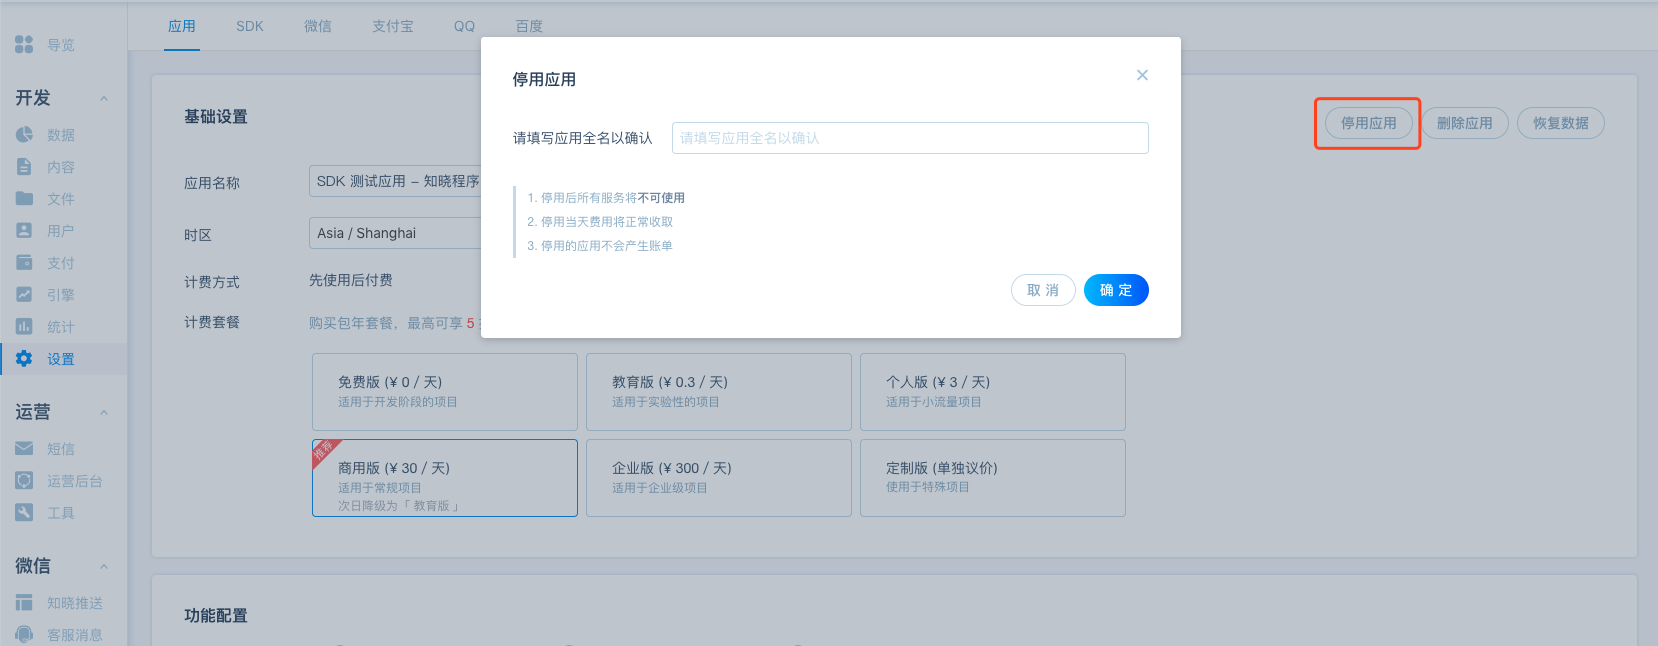 应用
SDK
微信
支付宝
QQ
百度
导览
开发
数据
内容
文件
用户
支付
引擎
统计
设置
运营
短信
运营后台
工具
微信
知晓推送
客服消息
停用应用
请填写应用全名以确认
请填写应用全名以确认
1. 停用后所有服务将不可使用
2. 停用当天费用将正常收取
3. 停用的应用不会产生账单
取 消
确 定
基础设置
停用应用
删除应用
恢复数据
应用名称
SDK 测试应用 – 知晓程序
时区
Asia / Shanghai
计费方式
先使用后付费
计费套餐
购买包年套餐，最高可享 5
免费版 (¥ 0 / 天)
适用于开发阶段的项目
教育版 (¥ 0.3 / 天)
适用于实验性的项目
个人版 (¥ 3 / 天)
适用于小流量项目
推荐
商用版 (¥ 30 / 天)
适用于常规项目
次日降级为「 教育版 」
企业版 (¥ 300 / 天)
适用于企业级项目
定制版 (单独议价)
使用于特殊项目
功能配置